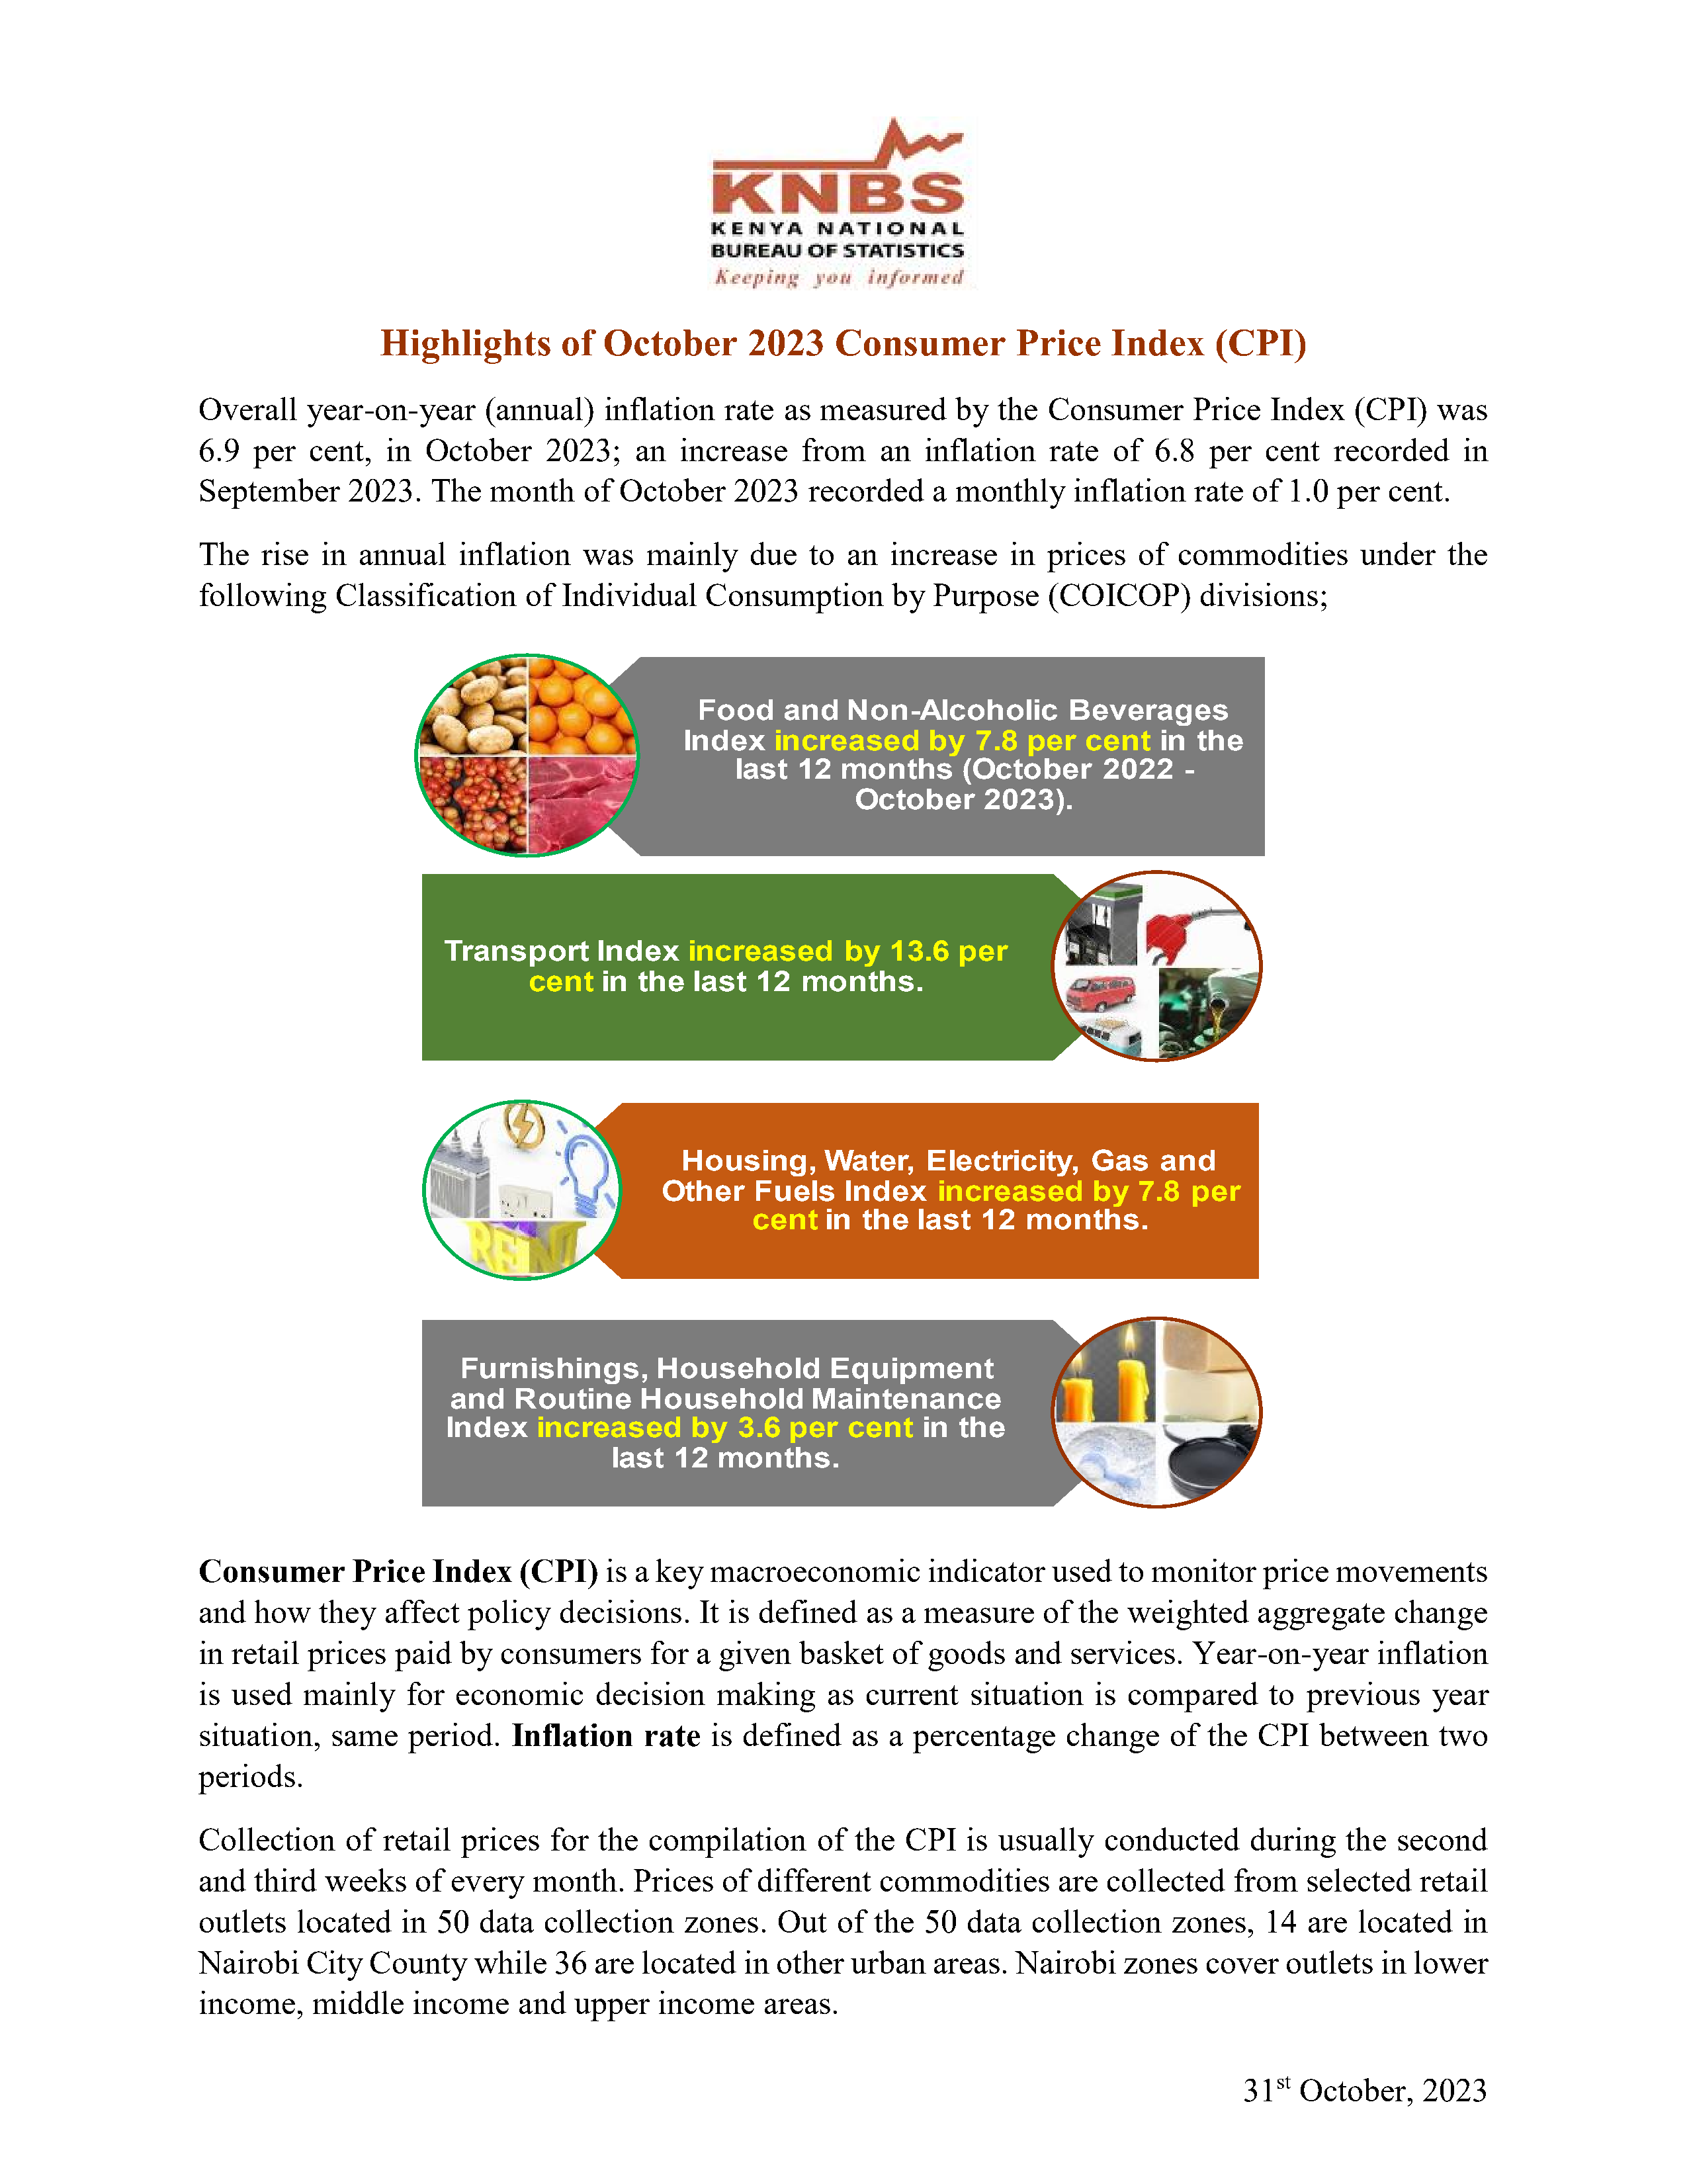 KNBS
KENYA NATIONAL
BUREAU OF STATISTICS
Keeping you informed
Highlights of October 2023 Consumer Price Index (CPI)
Overall year-on-year (annual) inflation rate as measured by the Consumer Price Index (CPI) was
6.9 per cent, in October 2023; an increase from an inflation rate of 6.8 per cent recorded in
September 2023. The month of October 2023 recorded a monthly inflation rate of 1.0 per cent.
The rise in annual inflation was mainly due to an increase in prices of commodities under the
following Classification of Individual Consumption by Purpose (COICOP) divisions;
Food and Non-Alcoholic Beverages
Index increased by 7.8 per cent in the
last 12 months (October 2022 -
October 2023).
Transport Index increased by 13.6 per
cent in the last 12 months.
Housing, Water, Electricity, Gas and
Other Fuels Index increased by 7.8 per
cent in the last 12 months.
RENT
Furnishings, Household Equipment
and Routine Household Maintenance
Index increased by 3.6 per cent in the
last 12 months.
Consumer Price Index (CPI) is a key macroeconomic indicator used to monitor price movements
and how they affect policy decisions. It is defined as a measure of the weighted aggregate change
in retail prices paid by consumers for a given basket of goods and services. Year-on-year inflation
is used mainly for economic decision making as current situation is compared to previous year
situation, same period. Inflation rate is defined as a percentage change of the CPI between two
periods.
Collection of retail prices for the compilation of the CPI is usually conducted during the second
and third weeks of every month. Prices of different commodities are collected from selected retail
outlets located in 50 data collection zones. Out of the 50 data collection zones, 14 are located in
Nairobi City County while 36 are located in other urban areas. Nairobi zones cover outlets in lower
income, middle income and upper income areas.
31st October, 2023